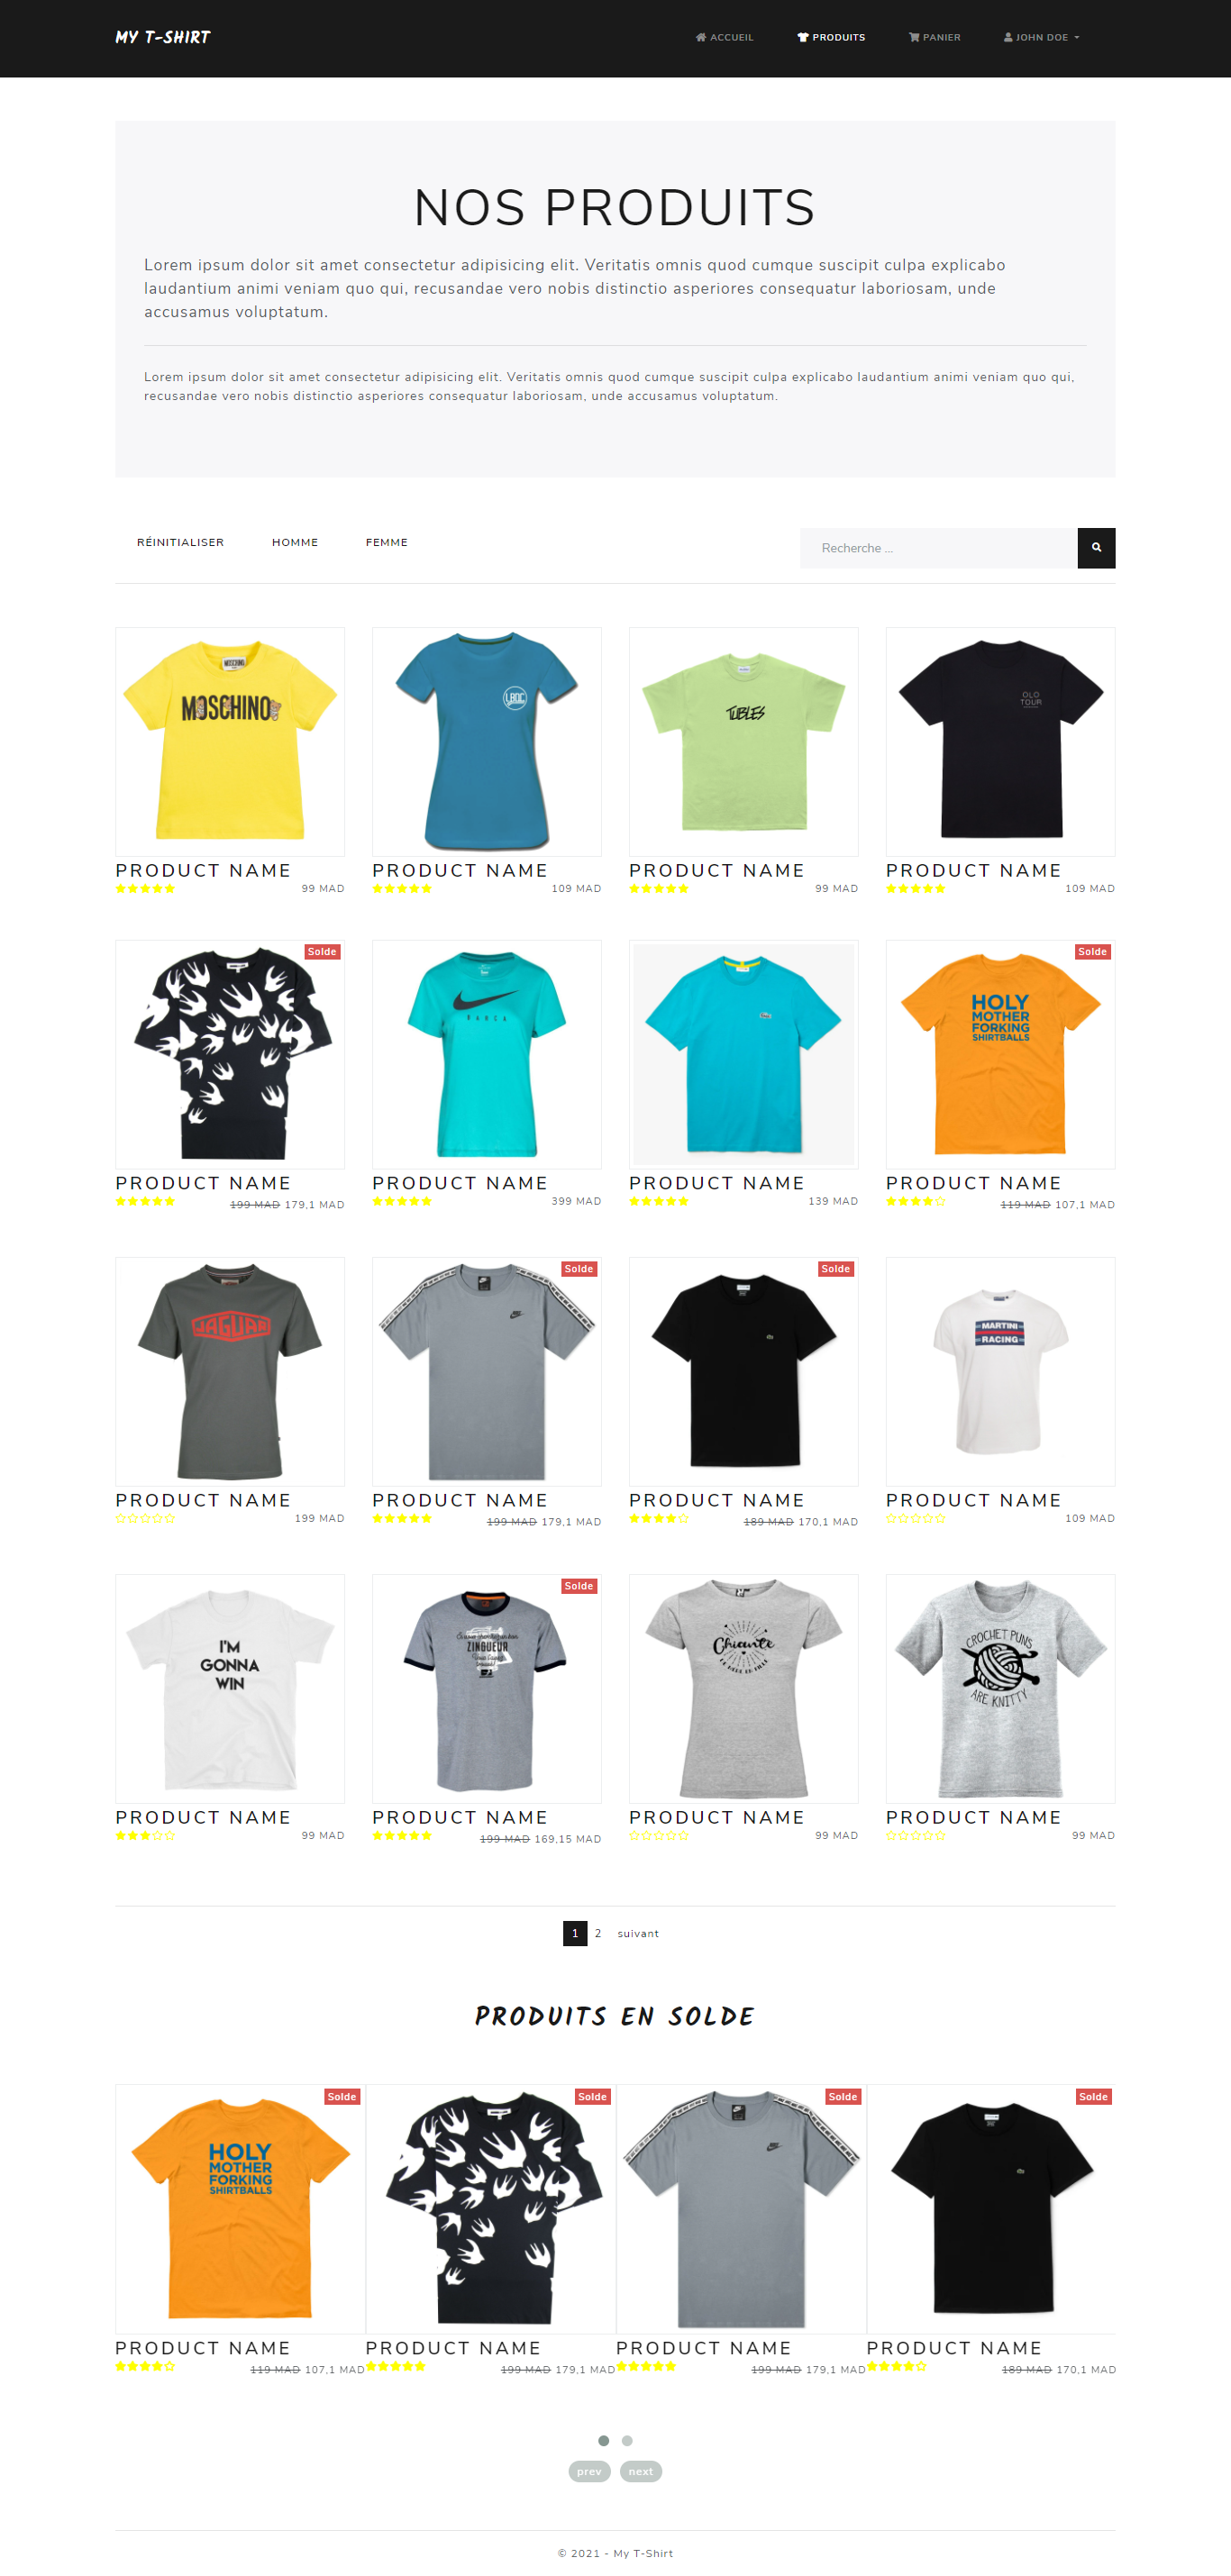 MY T-SHIRT
ACCUEIL
PRODUITS
PANIER
JOHN DOE
NOS PRODUITS
Lorem ipsum dolor sit amet consectetur adipisicing elit. Veritatis omnis quod cumque suscipit culpa explicabo
laudantium animi veniam quo qui, recusandae vero nobis distinctio asperiores consequatur laboriosam, unde
accusamus voluptatum.
Lorem ipsum dolor sit amet consectetur adipisicing elit. Veritatis omnis quod cumque suscipit culpa explicabo laudantium animi veniam quo qui,
recusandae vero nobis distinctio asperiores consequatur laboriosam, unde accusamus voluptatum.
RÉINITIALISER
HOMME
FEMME
Recherche ...
MOSCHINO
MOSCHINO
PRODUCT NAME
99 MAD
PRODUCT NAME
109 MAD
TUBLES
PRODUCT NAME
99 MAD
OLO
TOUR
PRODUCT NAME
109 MAD
Solde
PRODUCT NAME
199 MAD 179,1 MAD
BARÇA
PRODUCT NAME
399 MAD
PRODUCT NAME
139 MAD
Solde
HOLY
MOTHER
FORKING
SHIRTBALLS
PRODUCT NAME
119 MAD 107,1 MAD
JAGUAR
PRODUCT NAME
199 MAD
Solde
PRODUCT NAME
199 MAD 179,1 MAD
Solde
PRODUCT NAME
189 MAD 170,1 MAD
MARTINI
RACING
PRODUCT NAME
109 MAD
I'M
GONNA
WIN
PRODUCT NAME
99 MAD
Solde
ZINGUEUR
PRODUCT NAME
199 MAD 169,15 MAD
Chiante
PRODUCT NAME
99 MAD
CROCHET PUNS
ARE KNITTY
PRODUCT NAME
99 MAD
1
2
suivant
PRODUITS EN SOLDE
Solde
HOLY
MOTHER
FORKING
SHIRTBALLS
PRODUCT NAME
119 MAD 107,1 MAD
Solde
PRODUCT NAME
199 MAD 179,1 MAD
Solde
PRODUCT NAME
199 MAD 179,1 MAD
Solde
PRODUCT NAME
189 MAD 170,1 MAD
prev
next
© 2021 - My T-Shirt